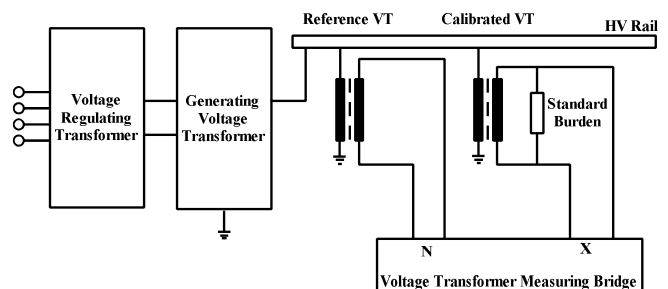 Reference VT
Calibrated VT
HV Rail
Voltage
Regulating
Transformer
Generating
Voltage
Transformer
Standard
Burden
N
X
Voltage Transformer Measuring Bridge